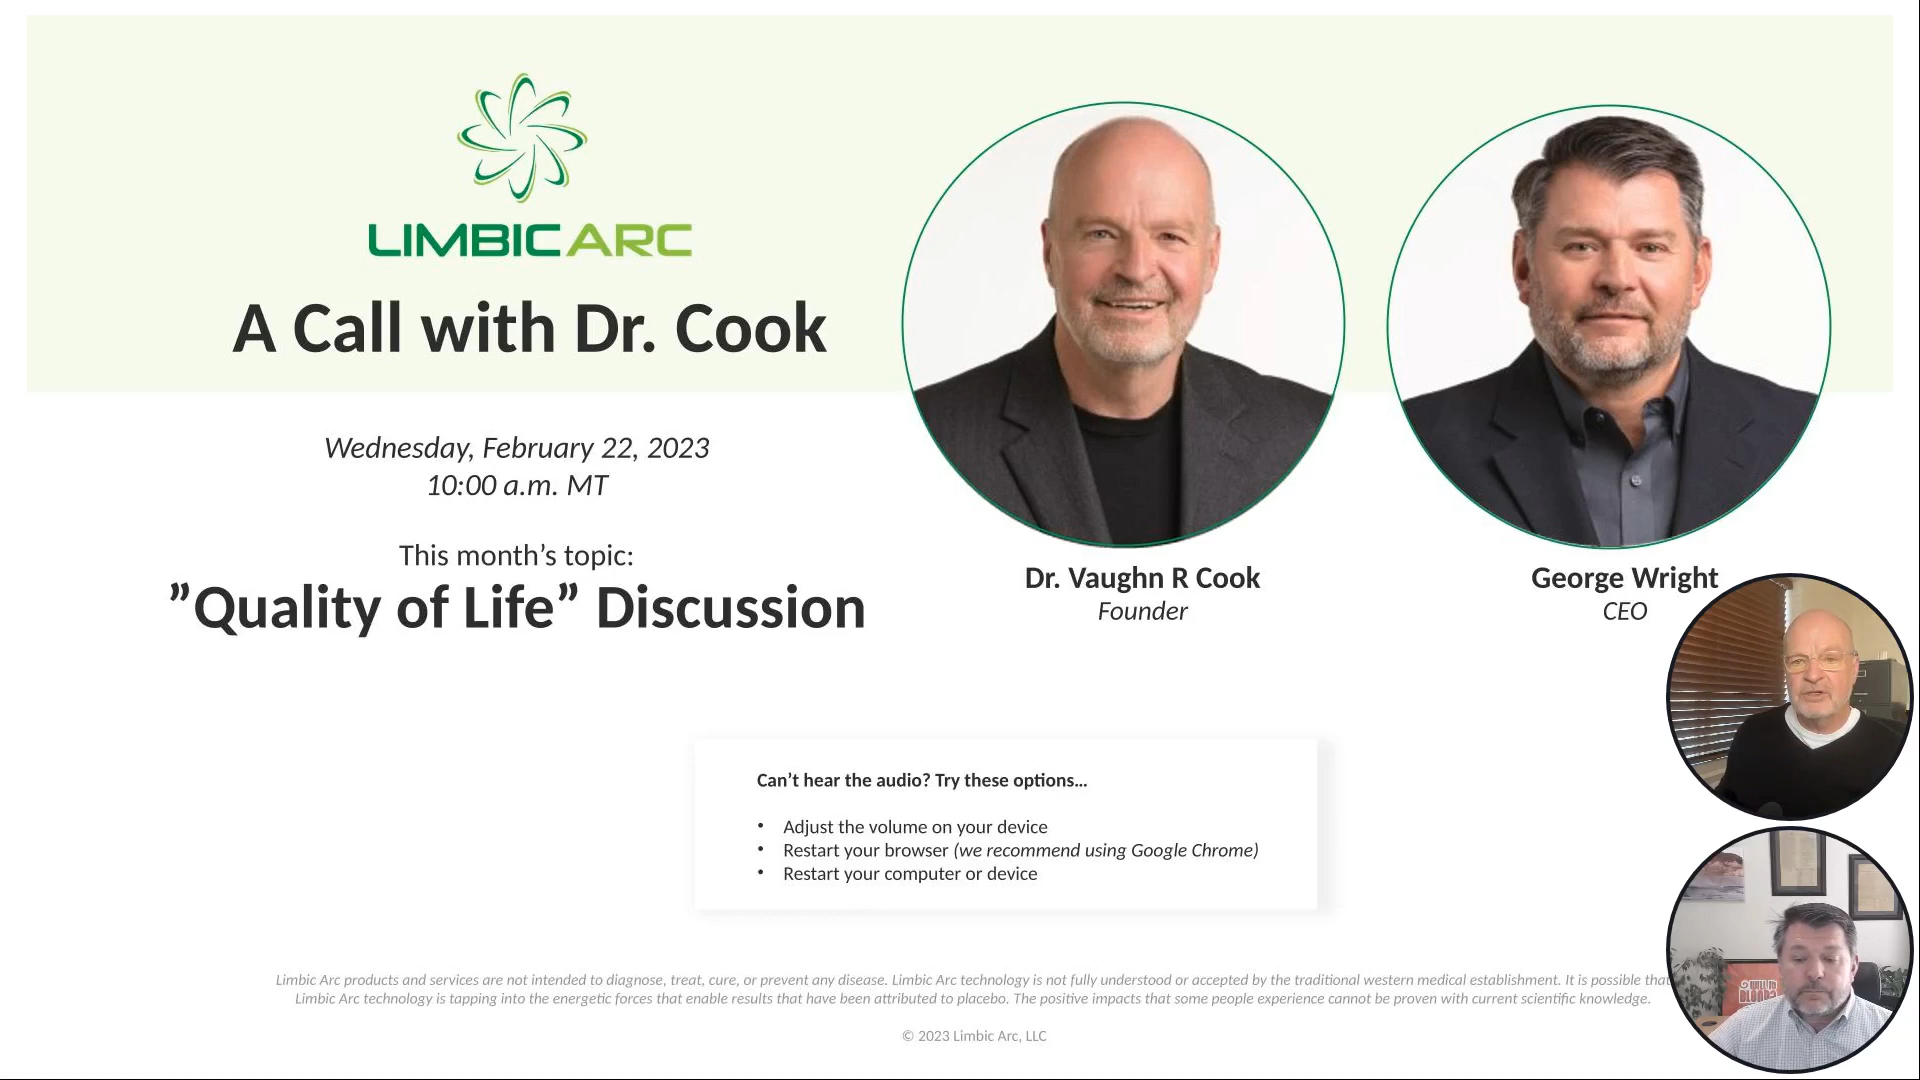 LIMBIC ARC
A Call with Dr. Cook
Wednesday, February 22, 2023
10:00 a.m. MT
This month’s topic:
”Quality of Life” Discussion
Dr. Vaughn R Cook
Founder
George Wright
CEO
Can’t hear the audio? Try these options...
• Adjust the volume on your device
• Restart your browser (we recommend using Google Chrome)
• Restart your computer or device
Limbic Arc products and services are not intended to diagnose, treat, cure, or prevent any disease. Limbic Arc technology is not fully understood or accepted by the traditional western medical establishment. It is possible that
Limbic Arc technology is tapping into the energetic forces that enable results that have been attributed to placebo. The positive impacts that some people experience cannot be proven with current scientific knowledge.
© 2023 Limbic Arc, LLC